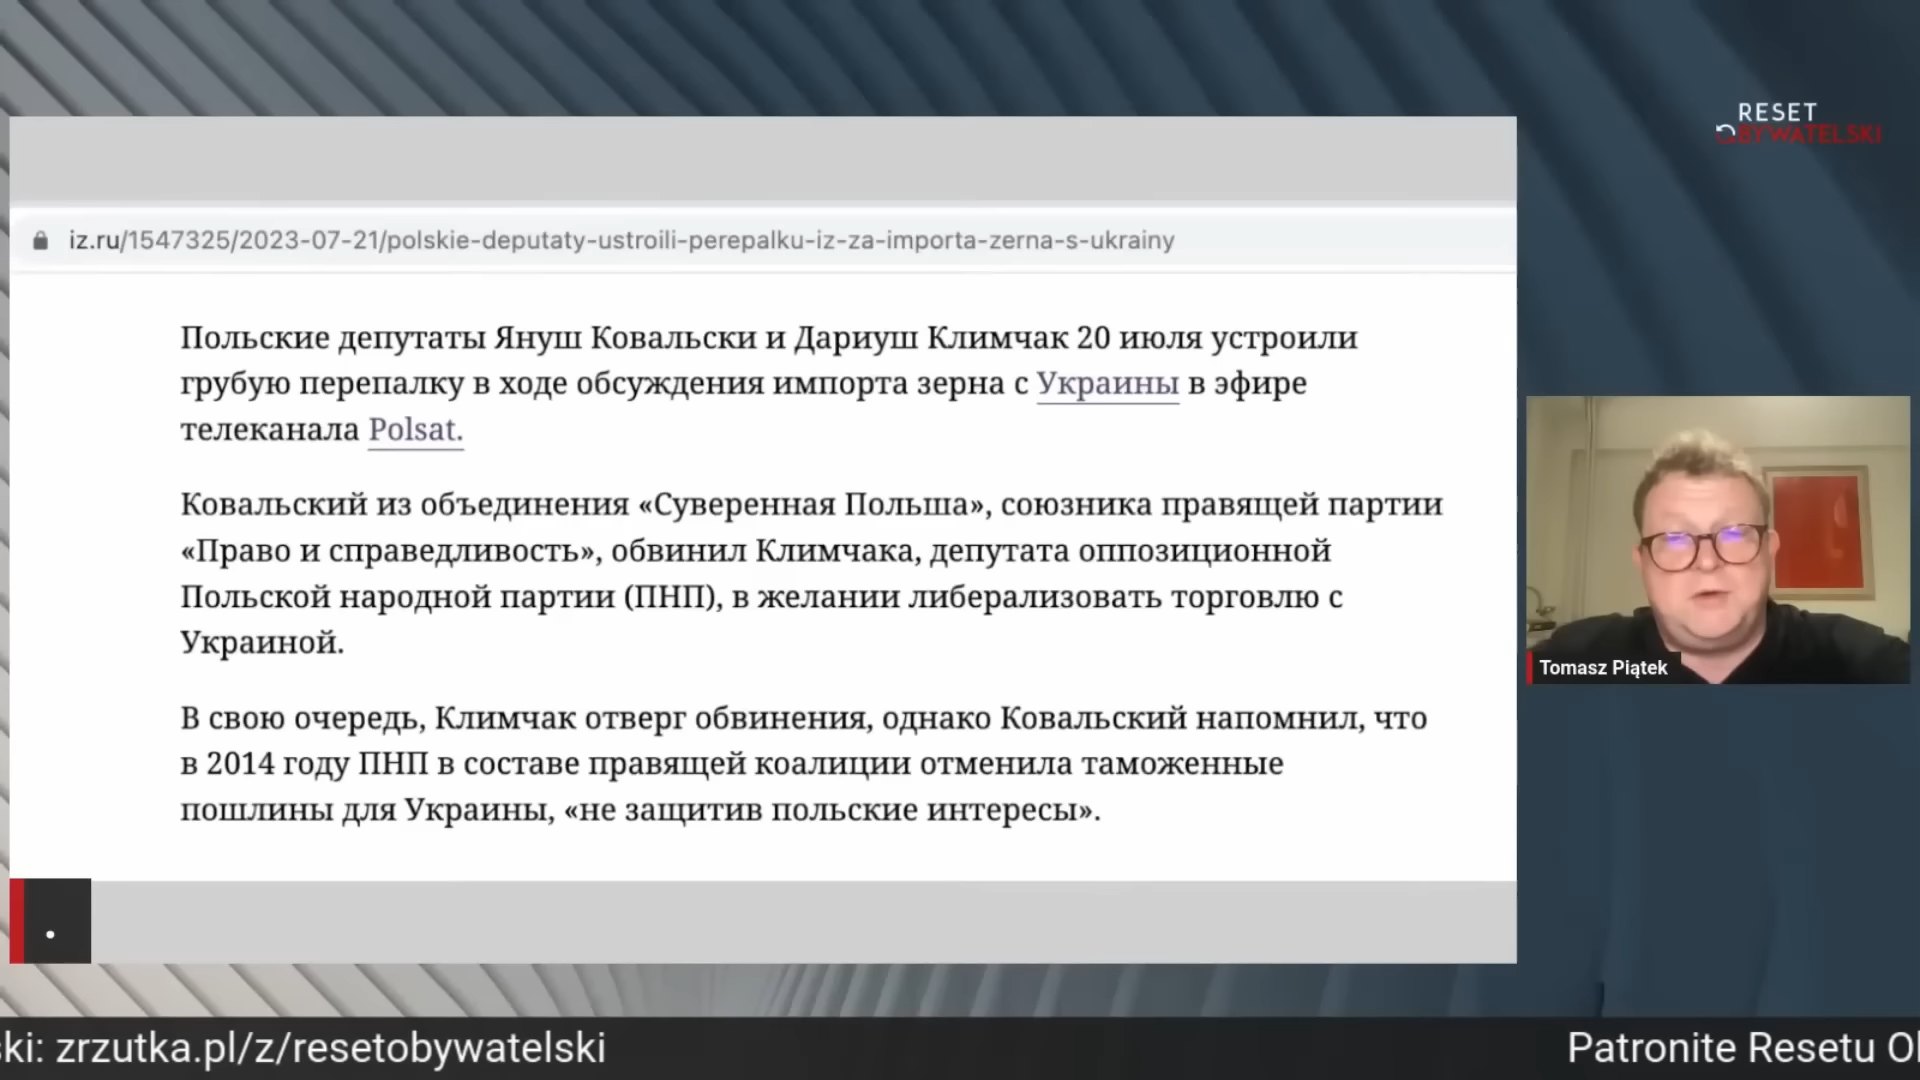 RESET
OBYWATELSKI
iz.ru/1547325/2023-07-21/polskie-deputaty-ustroili-perepalku-iz-za-importa-zerna-s-ukrainy
Польские депутаты Януш Ковальски и Дариуш Климчак 20 июля устроили
грубую перепалку в ходе обсуждения импорта зерна с Украины в эфире
телеканала Polsat.
Ковальский из объединения «Суверенная Польша», союзника правящей партии
«Право и справедливость», обвинил Климчака, депутата оппозиционной
Польской народной партии (ПНП), в желании либерализовать торговлю с
Украиной.
В свою очередь, Климчак отверг обвинения, однако Ковальский напомнил, что
в 2014 году ПНП в составе правящей коалиции отменила таможенные
пошлины для Украины, «не защитив польские интересы».
Tomasz Piątek
.
ski: zrzutka.pl/z/resetobywatelski
Patronite Resetu O